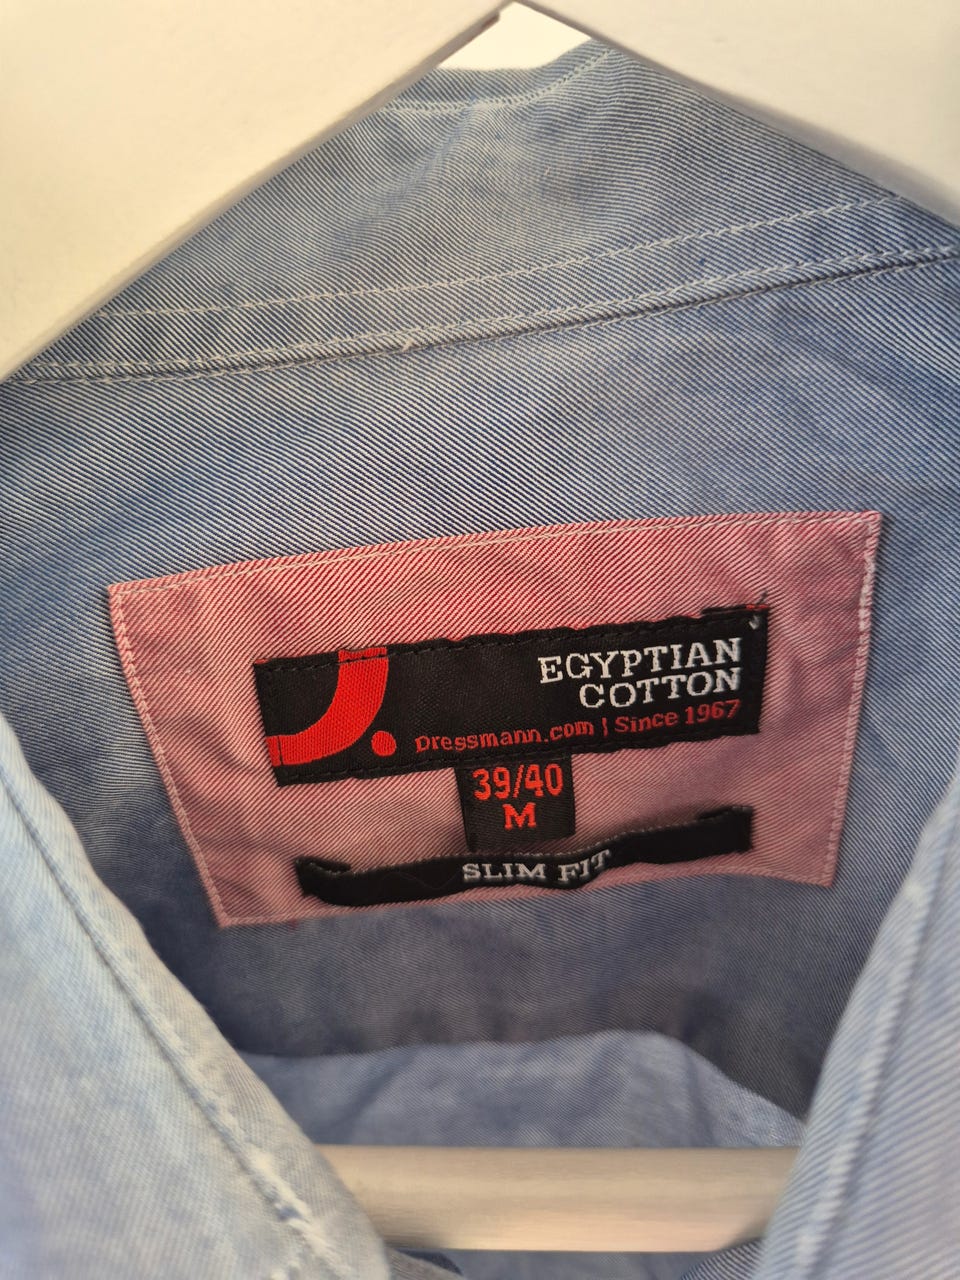 EGYPTIAN
COTTON
Dressmann.com | Since 1967
39/40
M
SLIM FIT